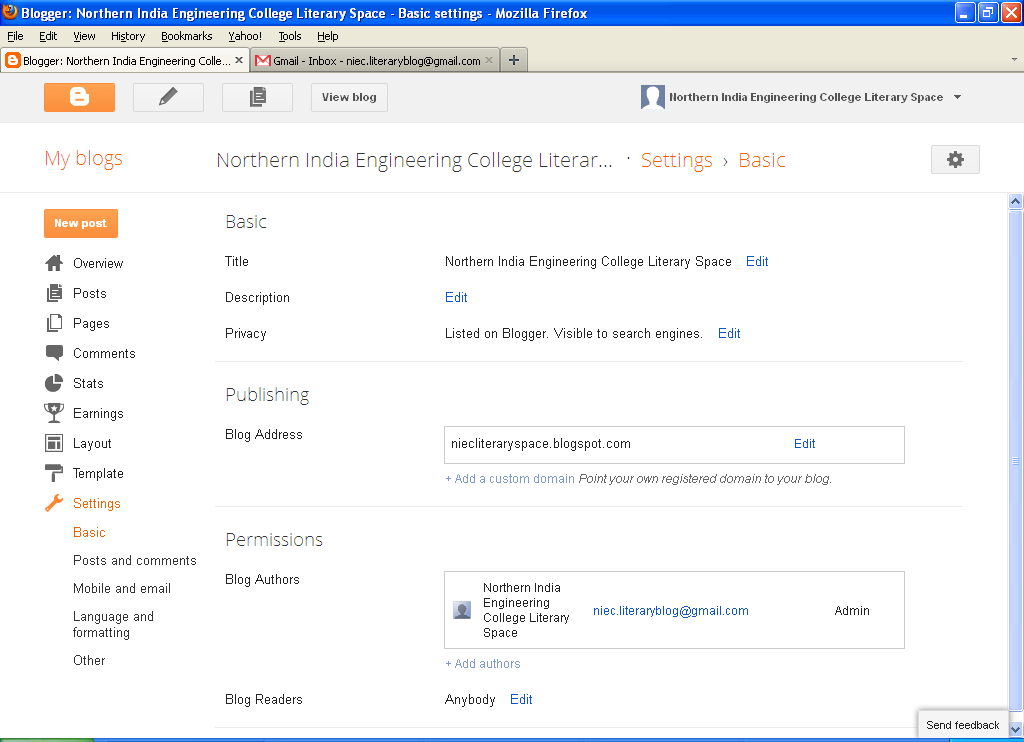 Blogger: Northern India Engineering College Literary Space - Basic settings - Mozilla Firefox
File Edit View History Bookmarks Yahoo! Tools Help
Blogger: Northern India Engineering Colle... Gmail - Inbox - niec.literaryblog@gmail.com
View blog Northern India Engineering College Literary Space
My blogs Northern India Engineering College Literar... · Settings › Basic
New post
Overview
Posts
Pages
Comments
Stats
Earnings
Layout
Template
Settings
Basic
Posts and comments
Mobile and email
Language and
formatting
Other
Basic
Title Northern India Engineering College Literary Space Edit
Description Edit
Privacy Listed on Blogger. Visible to search engines. Edit
Publishing
Blog Address niecliteraryspace.blogspot.com Edit
+ Add a custom domain Point your own registered domain to your blog.
Permissions
Blog Authors
Northern India
Engineering
College Literary
Space
niec.literaryblog@gmail.com Admin
+ Add authors
Blog Readers Anybody Edit
Send feedback